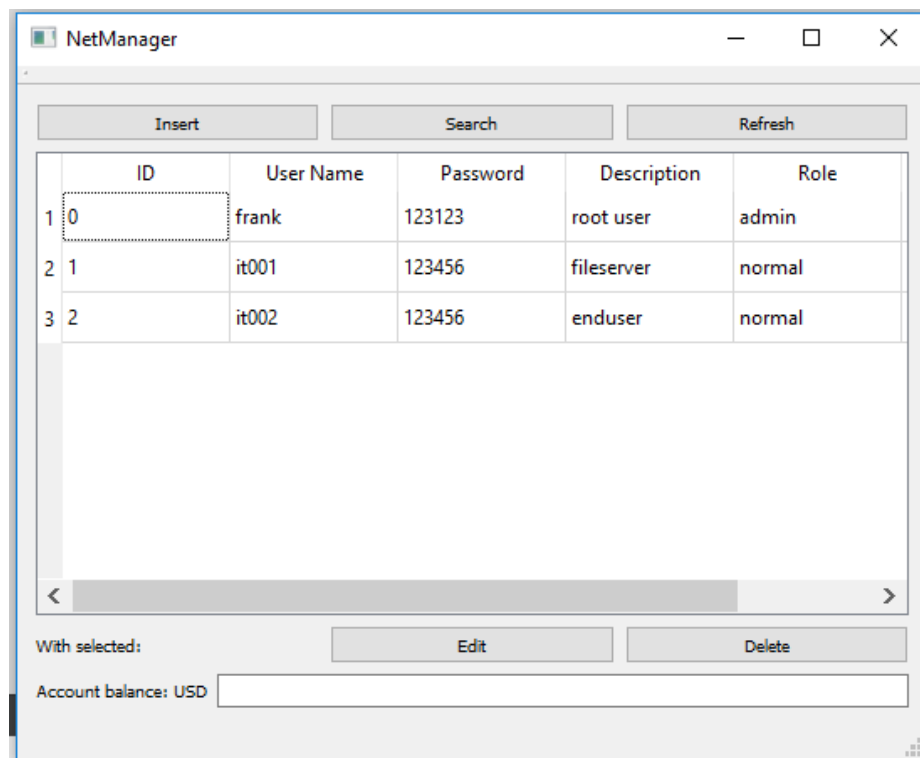 NetManager
Insert Search Refresh
ID User Name Password Description Role
1 0 frank 123123 root user admin
2 1 it001 123456 fileserver normal
3 2 it002 123456 enduser normal
With selected: Edit Delete
Account balance: USD